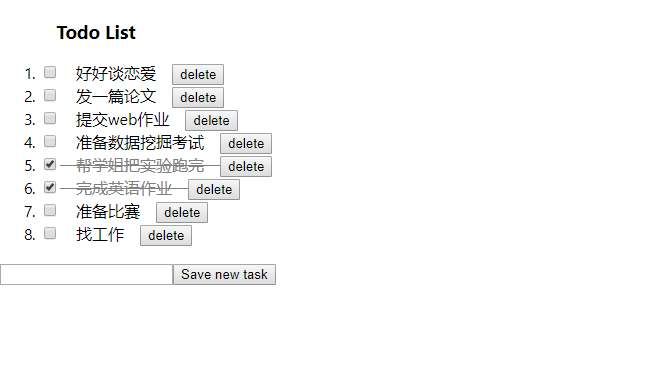 Todo List
1. 好好谈恋爱 delete
2. 发一篇论文 delete
3. 提交web作业 delete
4. 准备数据挖掘考试 delete
5. 帮学姐把实验跑完 delete
6. 完成英语作业 delete
7. 准备比赛 delete
8. 找工作 delete
Save new task